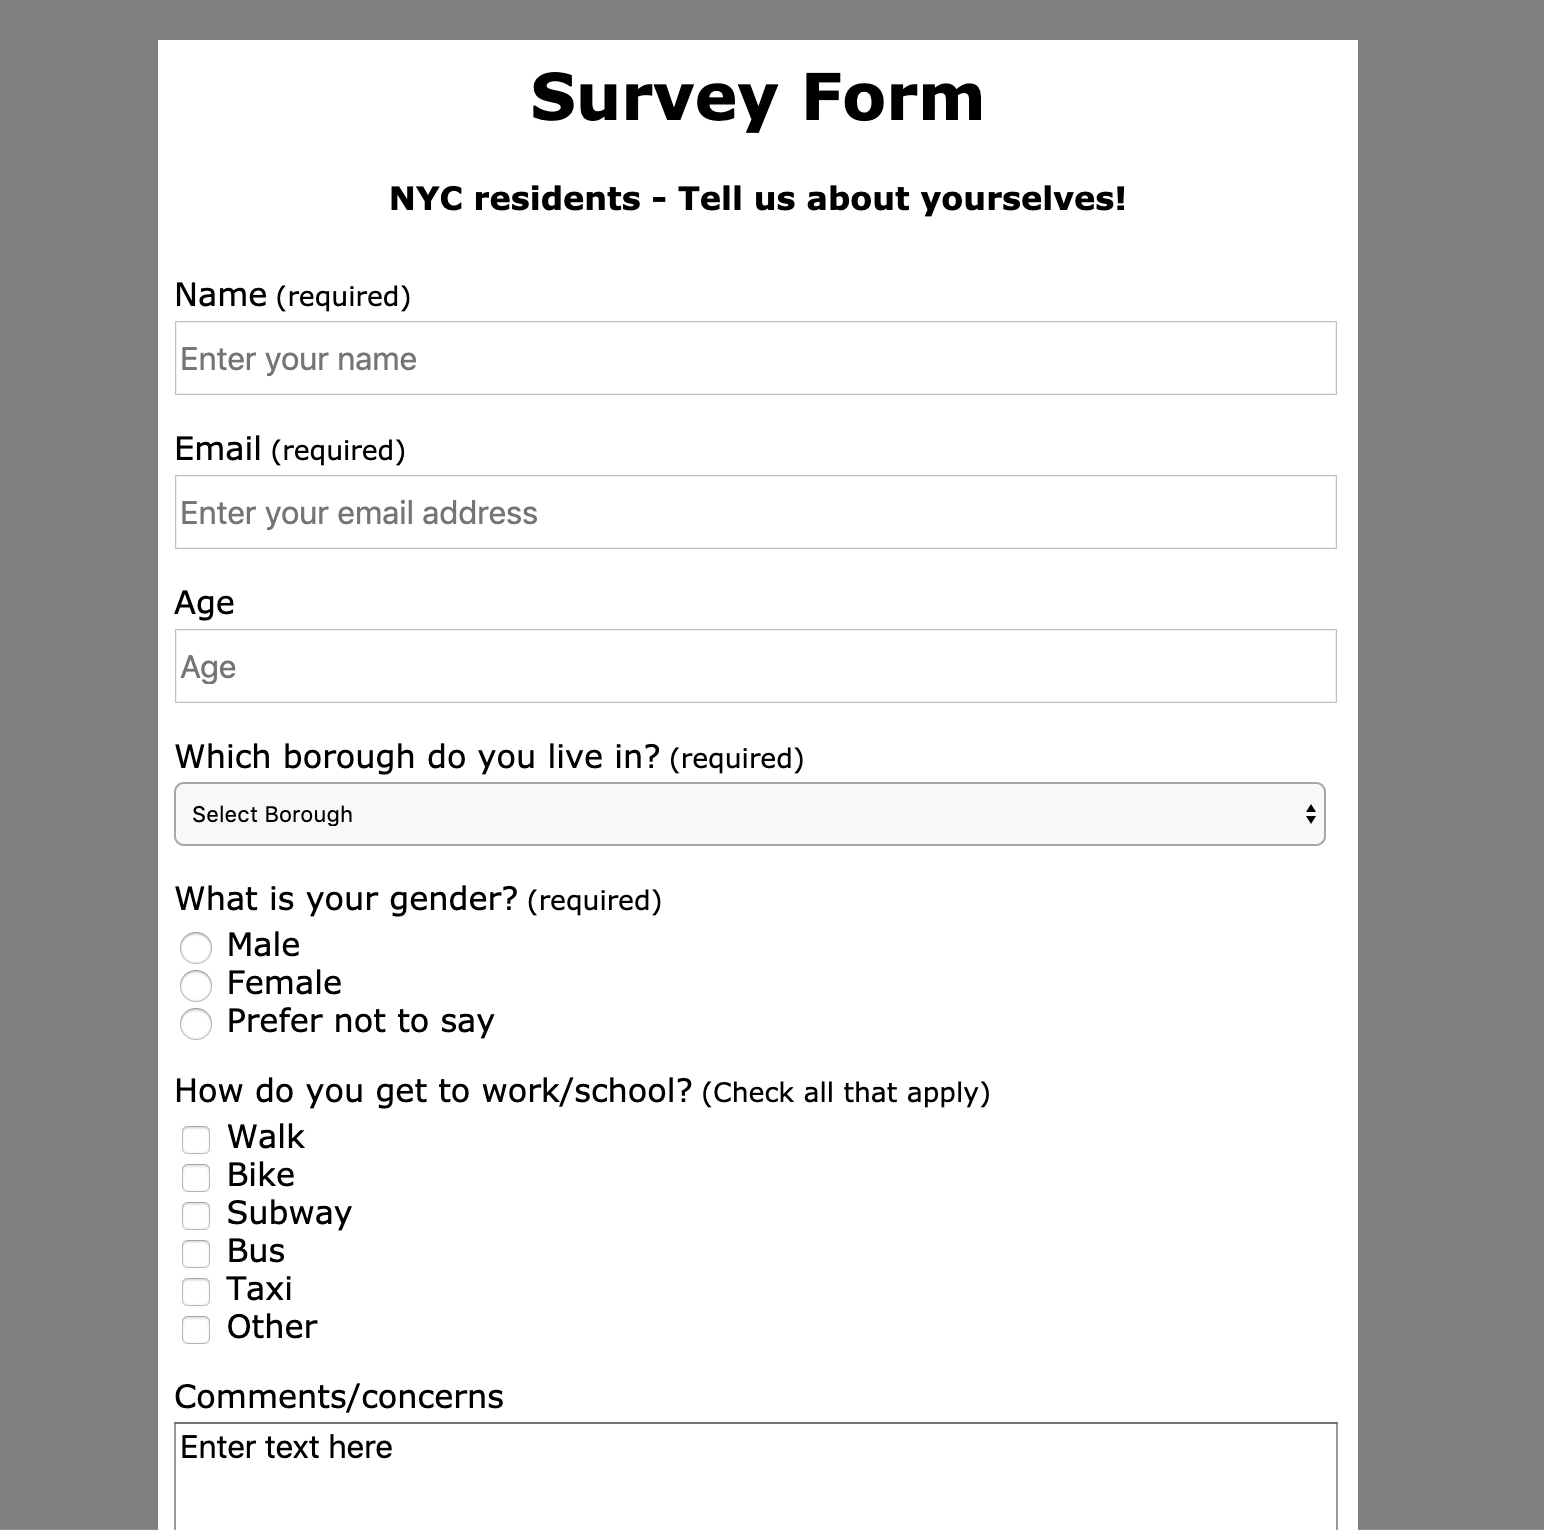 Survey Form
NYC residents - Tell us about yourselves!
Name (required)
Enter your name
Email (required)
Enter your email address
Age
Age
Which borough do you live in? (required)
Select Borough
What is your gender? (required)
Male
Female
Prefer not to say
How do you get to work/school? (Check all that apply)
Walk
Bike
Subway
Bus
Taxi
Other
Comments/concerns
Enter text here